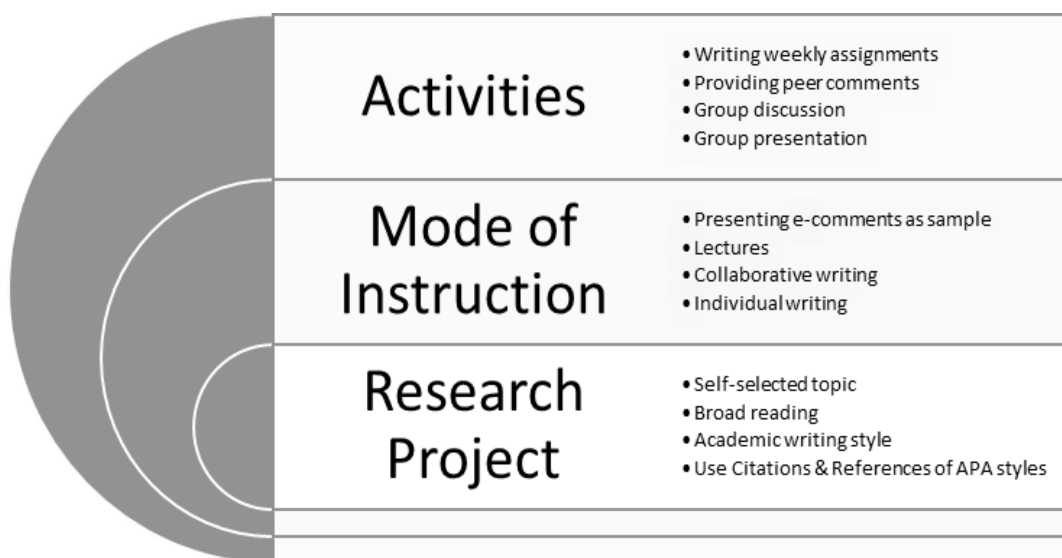 Activities
• Writing weekly assignments
• Providing peer comments
• Group discussion
• Group presentation
Mode of
Instruction
• Presenting e-comments as sample
• Lectures
• Collaborative writing
• Individual writing
Research
Project
• Self-selected topic
• Broad reading
• Academic writing style
• Use Citations & References of APA styles